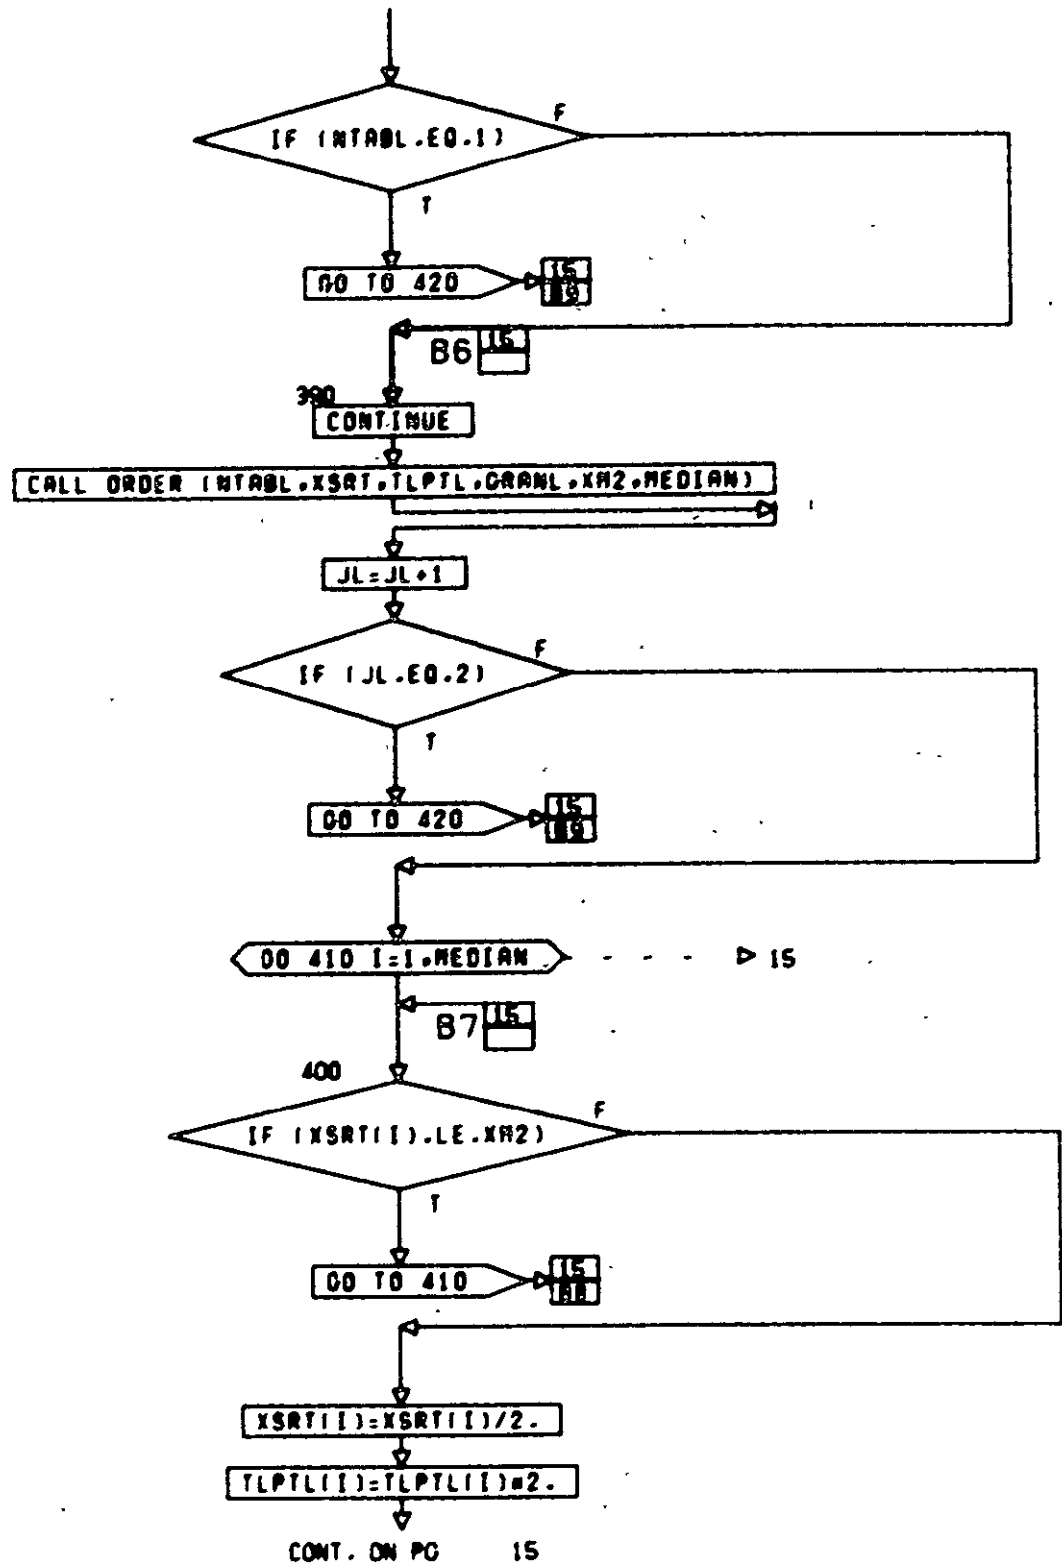 F
IF (NTABL.EQ.1)
T
GO TO 420
15
B9
B6
15
390
CONTINUE
CALL ORDER (NTABL,XSRT,TLPTL,GRANL,XM2,MEDIAN)
JL=JL+1
F
IF (JL.EQ.2)
T
GO TO 420
15
B9
DO 410 I=1,MEDIAN
15
B7
15
400
F
IF (XSRT(I).LE.XM2)
T
GO TO 410
15
XSRT(I)=XSRT(I)/2.
TLPTL(I)=TLPTL(I)*2.
CONT. ON PG 15